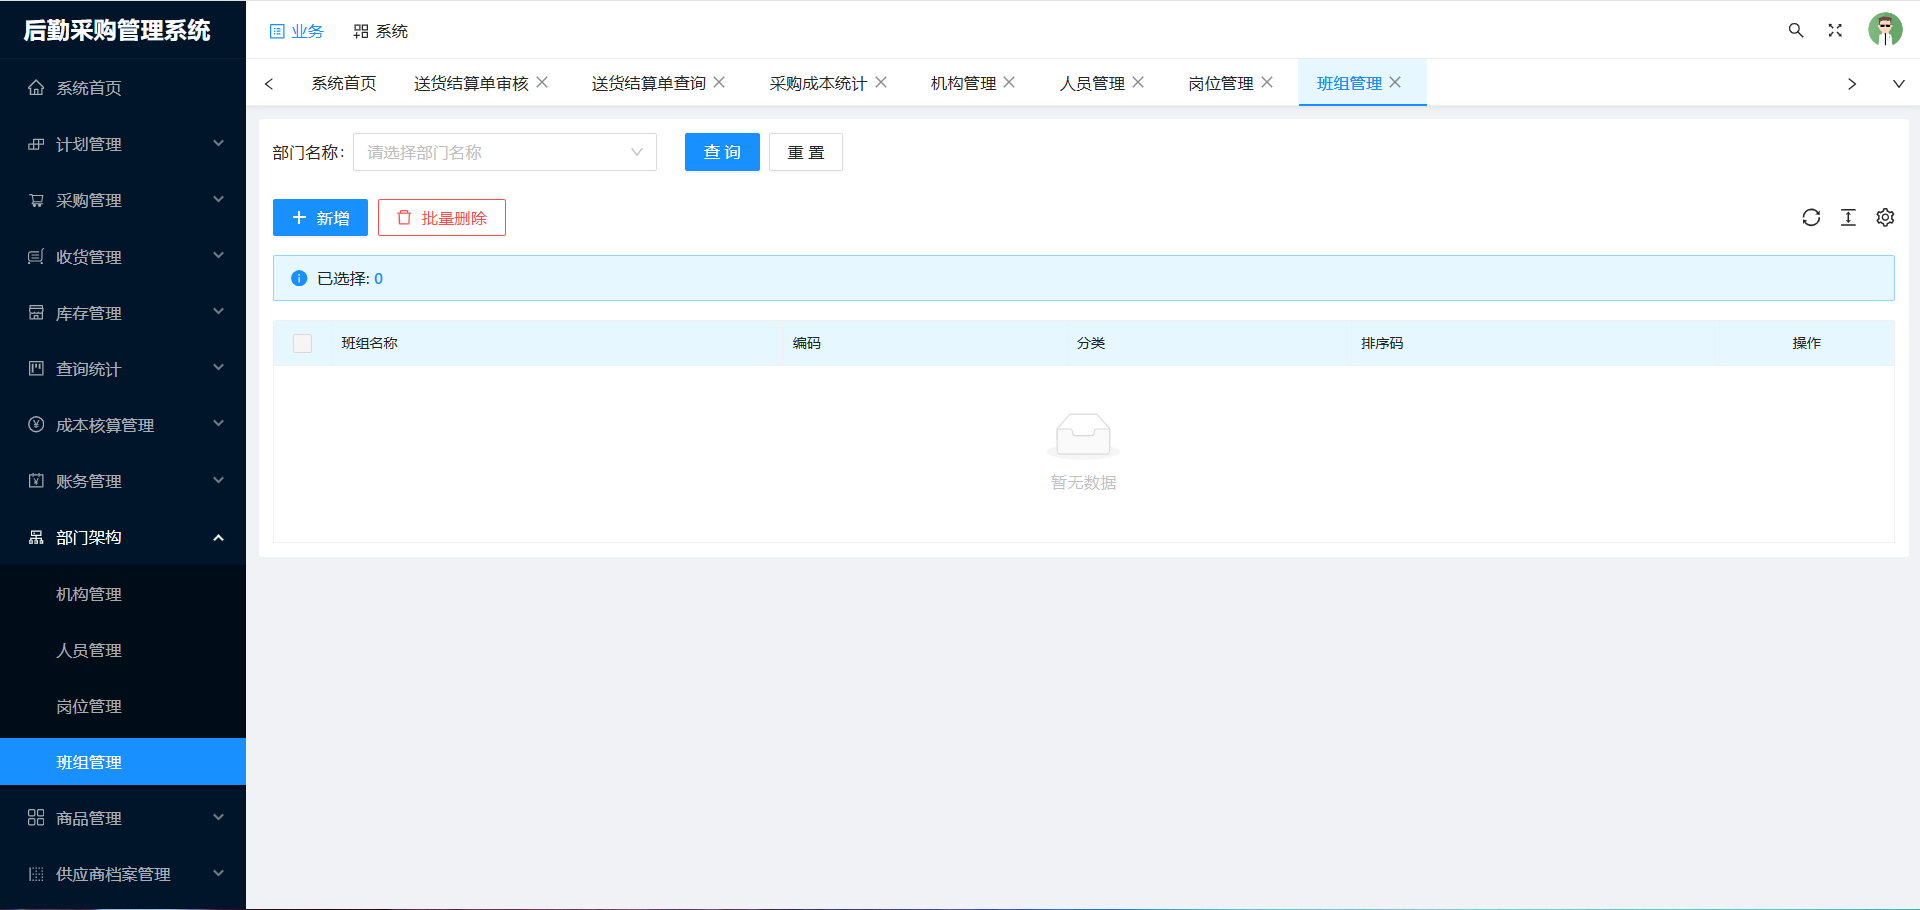 后勤采购管理系统
业务
系统
系统首页
送货结算单审核
送货结算单查询
采购成本统计
机构管理
人员管理
岗位管理
班组管理
系统首页
计划管理
采购管理
收货管理
库存管理
查询统计
成本核算管理
账务管理
部门架构
机构管理
人员管理
岗位管理
班组管理
商品管理
供应商档案管理
部门名称:
请选择部门名称
查 询
重 置
新增
批量删除
已选择: 0
班组名称
编码
分类
排序码
操作
暂无数据